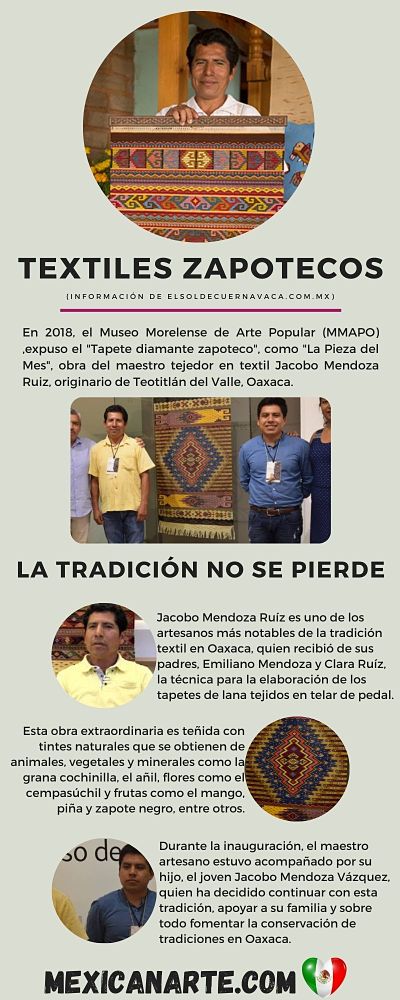 TEXTILES ZAPOTECOS
(INFORMACIÓN DE ELSOLDECUERNAVACA.COM.MX)
En 2018, el Museo Morelense de Arte Popular (MMAPO)
,expuso el "Tapete diamante zapoteco", como "La Pieza del
Mes", obra del maestro tejedor en textil Jacobo Mendoza
Ruiz, originario de Teotitlán del Valle, Oaxaca.
LA TRADICIÓN NO SE PIERDE
Jacobo Mendoza Ruíz es uno de los
artesanos más notables de la tradición
textil en Oaxaca, quien recibió de sus
padres, Emiliano Mendoza y Clara Ruíz,
la técnica para la elaboración de los
tapetes de lana tejidos en telar de pedal.
Esta obra extraordinaria es teñida con
tintes naturales que se obtienen de
animales, vegetales y minerales como la
grana cochinilla, el añil, flores como el
cempasúchil y frutas como el mango,
piña y zapote negro, entre otros.
so de
Durante la inauguración, el maestro
artesano estuvo acompañado por su
hijo, el joven Jacobo Mendoza Vázquez,
quien ha decidido continuar con esta
tradición, apoyar a su familia y sobre
todo fomentar la conservación de
tradiciones en Oaxaca.
MEXICANARTE.COM